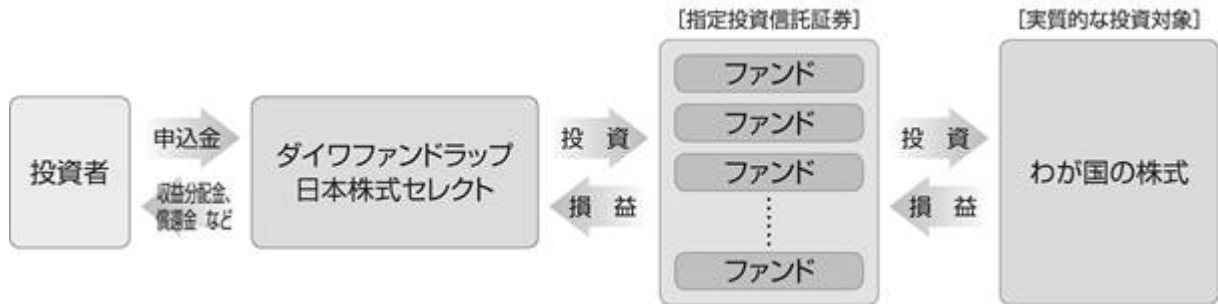 [指定投資信託証券]
[実質的な投資対象]
投資者
申込金
収益分配金、
償還金 など
ダイワファンドラップ
日本株式セレクト
投 資
損 益
ファンド
ファンド
ファンド
ファンド
投 資
損 益
わが国の株式